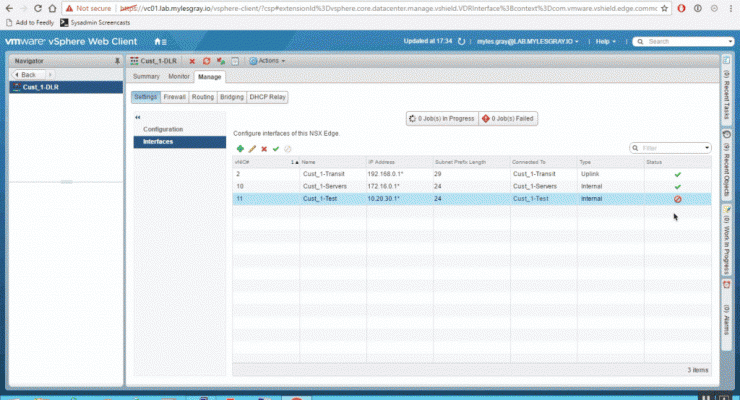 Not secure | https://vc01.lab.mylesgray.io/vsphere-client/?csp#extensionId%3Dvsphere.core.datacenter.manage.vshield.VDRInterface%3Bcontext%3Dcom.vmware.vshield.edge.commo
Add to Feedly Sysadmin Screencasts
vmware vSphere Web Client Updated at 17:34 myles.gray@LAB.MYLESGRAY.IO Help Search
Navigator Cust_1-DLR Actions
Back
Cust_1-DLR
Summary Monitor Manage
Settings Firewall Routing Bridging DHCP Relay
0 Job(s) In Progress 0 Job(s) Failed
Configuration
Interfaces
Configure interfaces of this NSX Edge.
Filter
vNIC# 1 Name IP Address Subnet Prefix Length Connected To Type Status
2 Cust_1-Transit 192.168.0.1* 29 Cust_1-Transit Uplink
10 Cust_1-Servers 172.16.0.1* 24 Cust_1-Servers Internal
11 Cust_1-Test 10.20.30.1* 24 Cust_1-Test Internal
3 items
(0) Recent Tasks
(0) Recent Objects
(0) Work In Progress
(0) Alarms